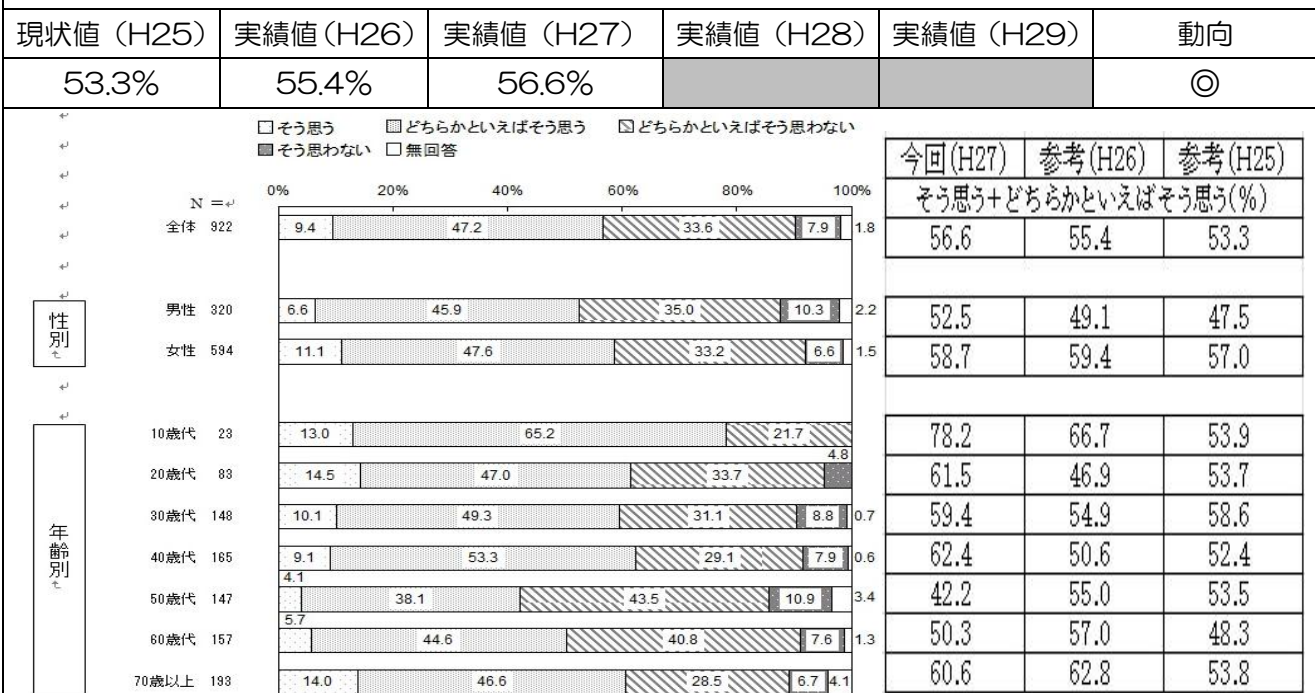 現状値（H25） 実績値（H26） 実績値（H27） 実績値（H28） 実績値（H29） 動向
53.3% 55.4% 56.6% ◎
□そう思う ▥どちらかといえばそう思う ▧どちらかといえばそう思わない
■そう思わない □無回答
今回(H27) 参考(H26) 参考(H25)
0% 20% 40% 60% 80% 100%
そう思う+どちらかといえばそう思う(%)
N =
全体 922 9.4 47.2 33.6 7.9 1.8 56.6 55.4 53.3
性別
男性 320 6.6 45.9 35.0 10.3 2.2 52.5 49.1 47.5
女性 594 11.1 47.6 33.2 6.6 1.5 58.7 59.4 57.0
年齢別
10歳代 23 13.0 65.2 21.7 78.2 66.7 53.9
20歳代 83 14.5 47.0 33.7 4.8 61.5 46.9 53.7
30歳代 148 10.1 49.3 31.1 8.8 0.7 59.4 54.9 58.6
40歳代 165 9.1 53.3 29.1 7.9 0.6 62.4 50.6 52.4
50歳代 147 4.1 38.1 43.5 10.9 3.4 42.2 55.0 53.5
60歳代 157 5.7 44.6 40.8 7.6 1.3 50.3 57.0 48.3
70歳以上 193 14.0 46.6 28.5 6.7 4.1 60.6 62.8 53.8